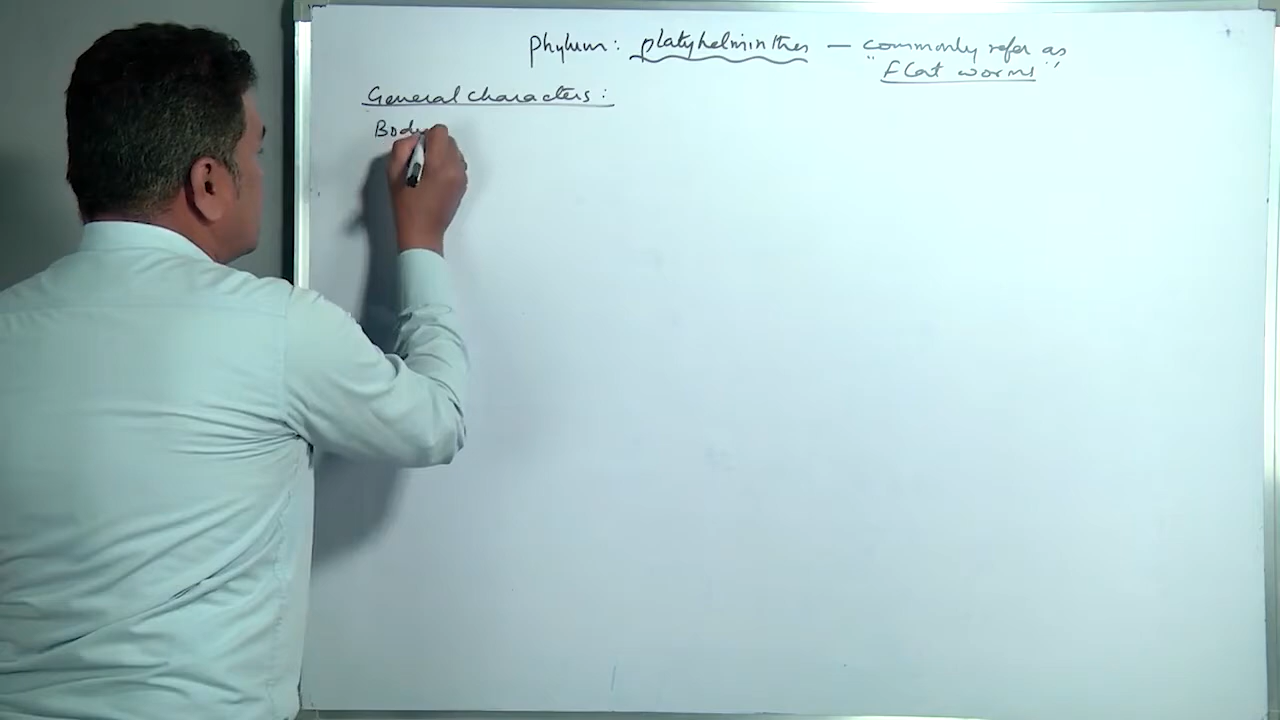 Phylum: platyhelminthes — commonly refer as
"Flat worms"
General characters:
Body